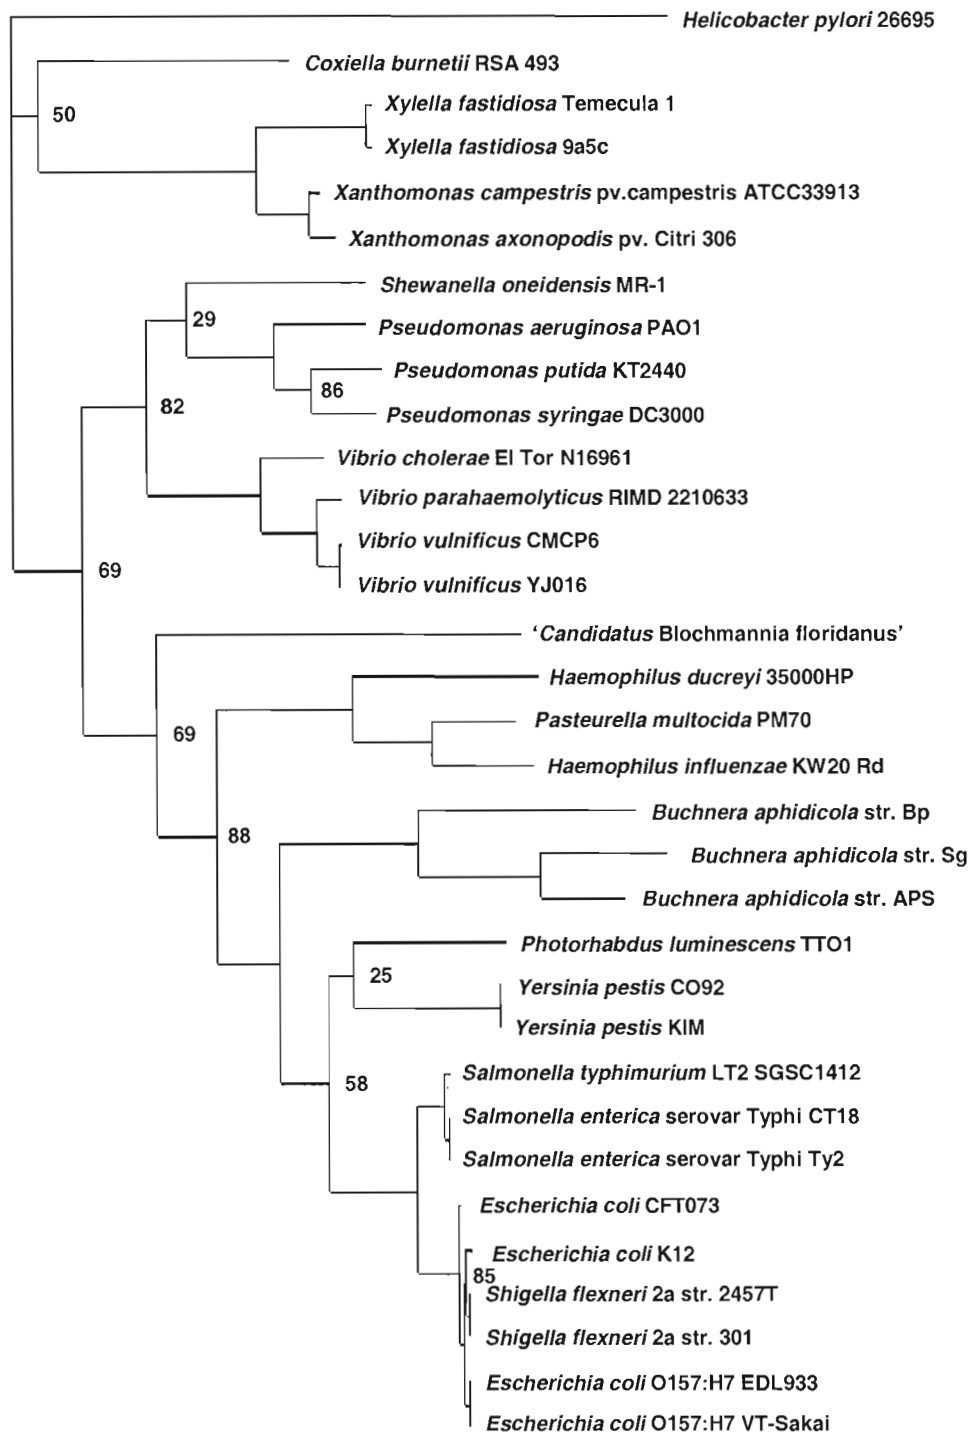 Helicobacter pylori 26695
Coxiella burnetii RSA 493
Xylella fastidiosa Temecula 1
50
Xylella fastidiosa 9a5c
Xanthomonas campestris pv.campestris ATCC33913
Xanthomonas axonopodis pv. Citri 306
Shewanella oneidensis MR-1
29
Pseudomonas aeruginosa PAO1
Pseudomonas putida KT2440
86
82
Pseudomonas syringae DC3000
Vibrio cholerae El Tor N16961
Vibrio parahaemolyticus RIMD 2210633
Vibrio vulnificus CMCP6
69
Vibrio vulnificus YJ016
‘Candidatus Blochmannia floridanus’
Haemophilus ducreyi 35000HP
Pasteurella multocida PM70
69
Haemophilus influenzae KW20 Rd
Buchnera aphidicola str. Bp
88
Buchnera aphidicola str. Sg
Buchnera aphidicola str. APS
Photorhabdus luminescens TTO1
25
Yersinia pestis CO92
Yersinia pestis KIM
Salmonella typhimurium LT2 SGSC1412
58
Salmonella enterica serovar Typhi CT18
Salmonella enterica serovar Typhi Ty2
Escherichia coli CFT073
Escherichia coli K12
85
Shigella flexneri 2a str. 2457T
Shigella flexneri 2a str. 301
Escherichia coli O157:H7 EDL933
Escherichia coli O157:H7 VT-Sakai